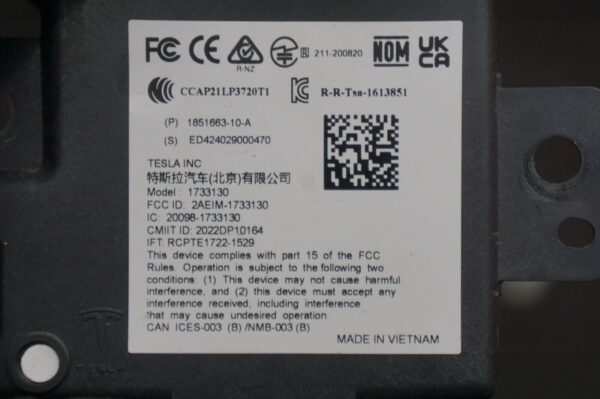 FC CE R-NZ R 211-200820 NOM UK CA
CCAP21LP3720T1 R-R-Tsa-1613851
(P) 1851663-10-A
(S) ED424029000470
TESLA INC
特斯拉汽车(北京)有限公司
Model : 1733130
FCC ID: 2AEIM-1733130
IC: 20098-1733130
CMIIT ID: 2022DP10164
IFT: RCPTE1722-1529
This device complies with part 15 of the FCC
Rules. Operation is subject to the following two
conditions: (1) This device may not cause harmful
interference, and (2) this device must accept any
interference received, including interference
that may cause undesired operation.
CAN ICES-003 (B) /NMB-003 (B)
MADE IN VIETNAM
TESLA